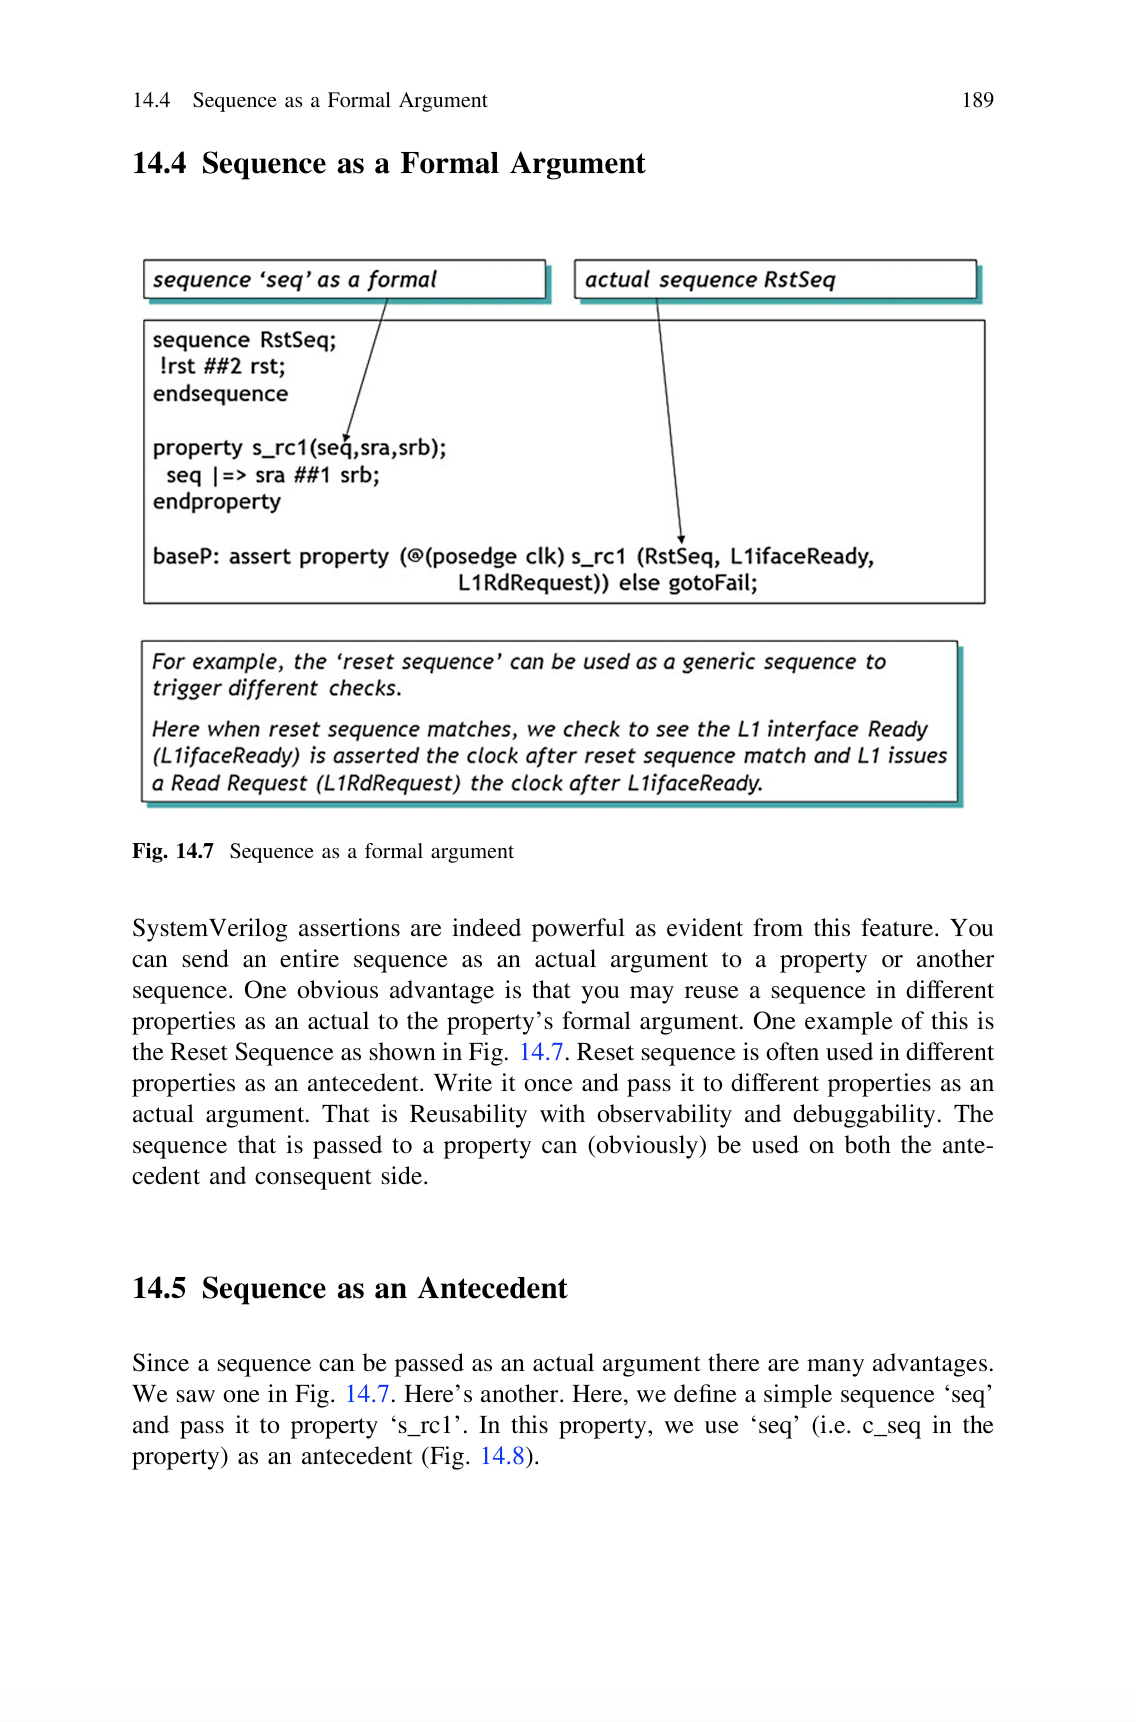 14.4 Sequence as a Formal Argument 189
14.4 Sequence as a Formal Argument
sequence ‘seq’ as a formal
actual sequence RstSeq
sequence RstSeq;
!rst ##2 rst;
endsequence
property s_rc1(seq,sra,srb);
seq |=> sra ##1 srb;
endproperty
baseP: assert property (@(posedge clk) s_rc1 (RstSeq, L1ifaceReady,
L1RdRequest)) else gotoFail;
For example, the ‘reset sequence’ can be used as a generic sequence to
trigger different checks.
Here when reset sequence matches, we check to see the L1 interface Ready
(L1ifaceReady) is asserted the clock after reset sequence match and L1 issues
a Read Request (L1RdRequest) the clock after L1ifaceReady.
Fig. 14.7 Sequence as a formal argument
SystemVerilog assertions are indeed powerful as evident from this feature. You
can send an entire sequence as an actual argument to a property or another
sequence. One obvious advantage is that you may reuse a sequence in different
properties as an actual to the property’s formal argument. One example of this is
the Reset Sequence as shown in Fig. 14.7. Reset sequence is often used in different
properties as an antecedent. Write it once and pass it to different properties as an
actual argument. That is Reusability with observability and debuggability. The
sequence that is passed to a property can (obviously) be used on both the ante-
cedent and consequent side.
14.5 Sequence as an Antecedent
Since a sequence can be passed as an actual argument there are many advantages.
We saw one in Fig. 14.7. Here’s another. Here, we define a simple sequence ‘seq’
and pass it to property ‘s_rc1’. In this property, we use ‘seq’ (i.e. c_seq in the
property) as an antecedent (Fig. 14.8).